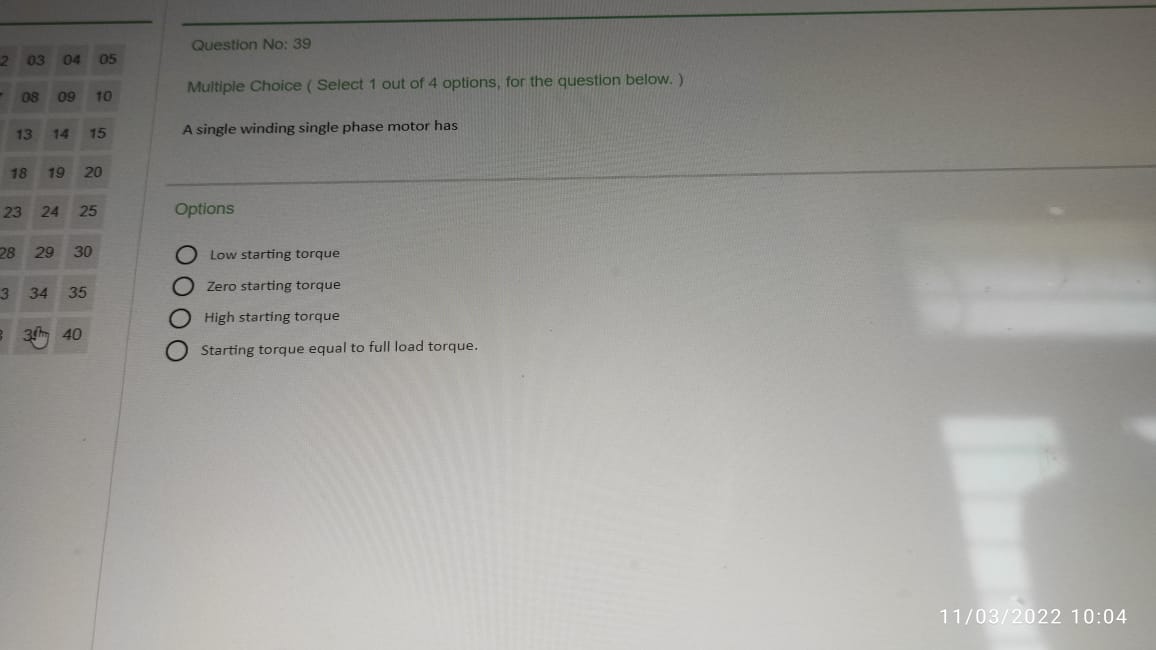 Question No: 39
Multiple Choice ( Select 1 out of 4 options, for the question below. )
A single winding single phase motor has
Options
Low starting torque
Zero starting torque
High starting torque
Starting torque equal to full load torque.
2 03 04 05
08 09 10
13 14 15
18 19 20
23 24 25
28 29 30
3 34 35
40
11/03/2022 10:04